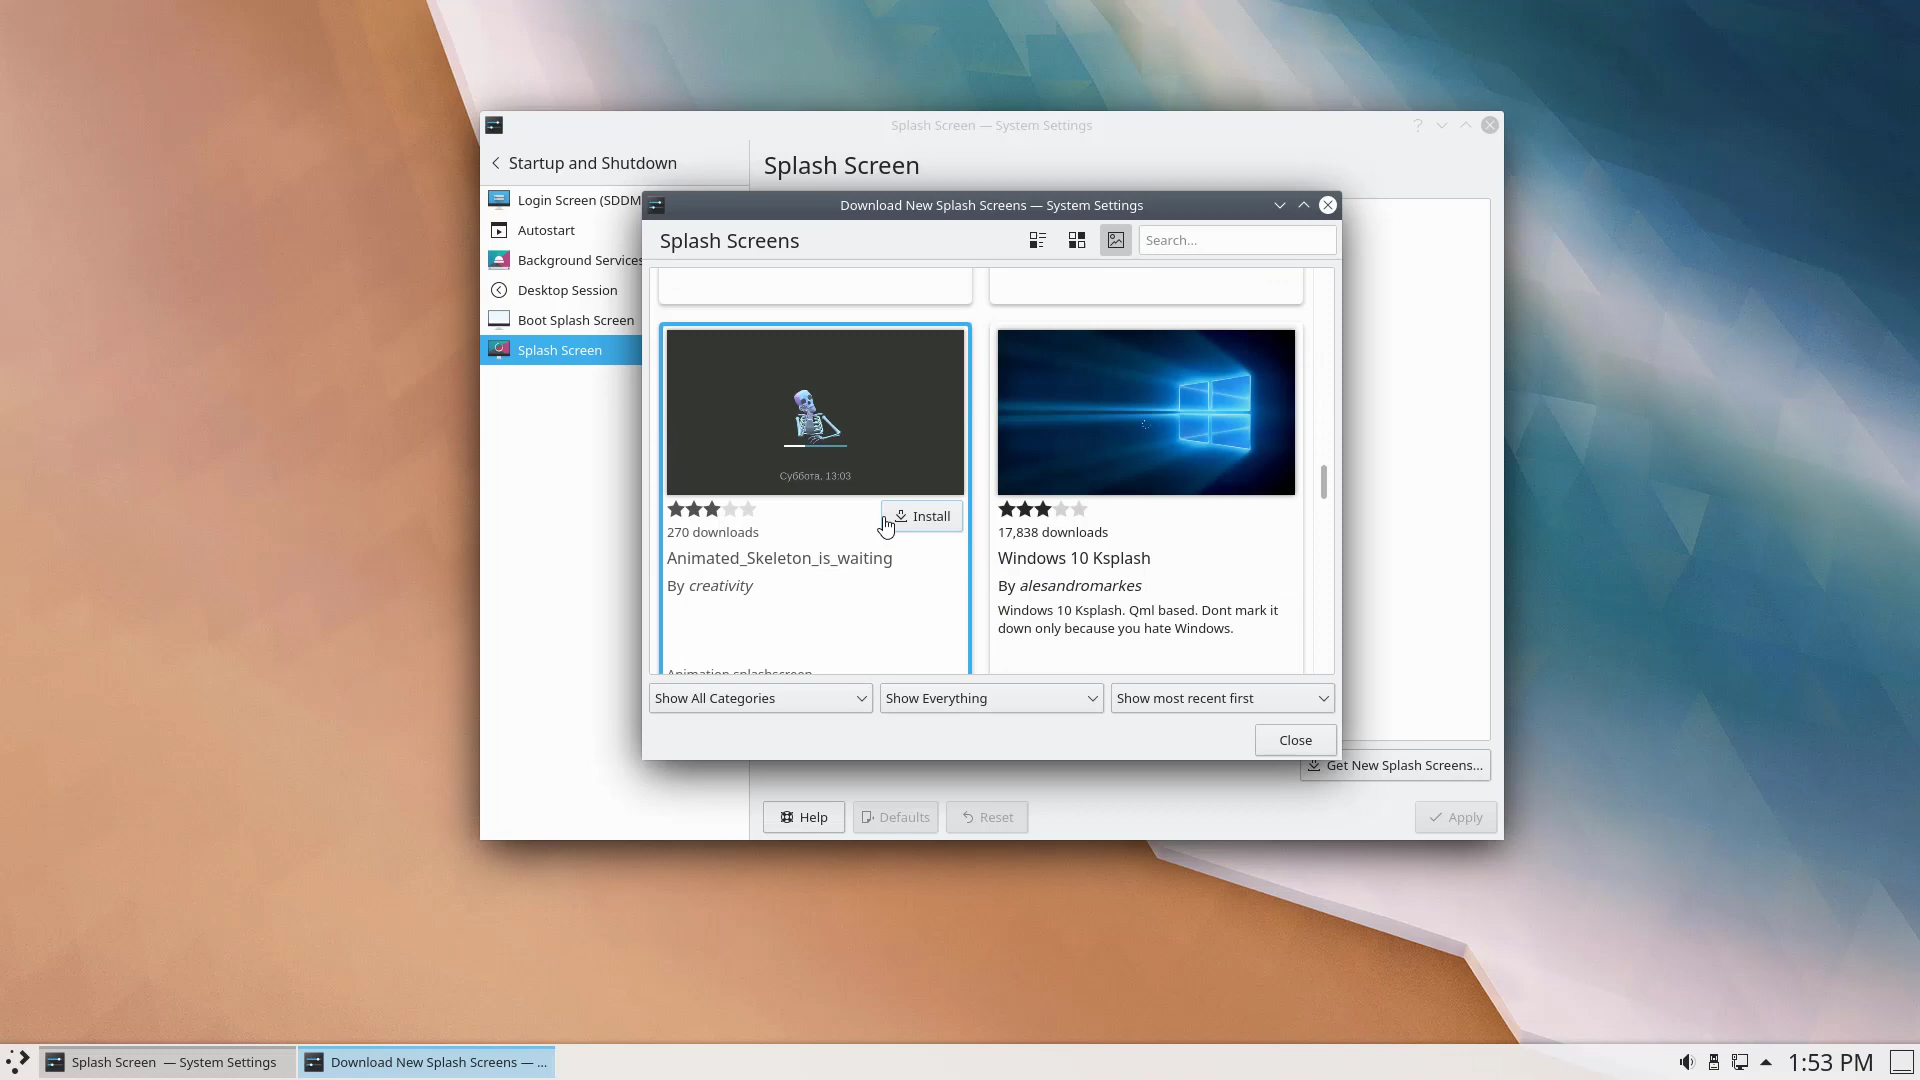 Splash Screen — System Settings
Startup and Shutdown
Splash Screen
Login Screen (SDDM
Autostart
Background Services
Desktop Session
Boot Splash Screen
Splash Screen
Download New Splash Screens — System Settings
Splash Screens
Search...
Суббота, 13:03
Install
270 downloads
Animated_Skeleton_is_waiting
By creativity
Animation splashscreen
17,838 downloads
Windows 10 Ksplash
By alesandromarkes
Windows 10 Ksplash. Qml based. Dont mark it
down only because you hate Windows.
Show All Categories
Show Everything
Show most recent first
Close
Get New Splash Screens...
Help
Defaults
Reset
Apply
Splash Screen — System Settings
Download New Splash Screens — ...
1:53 PM